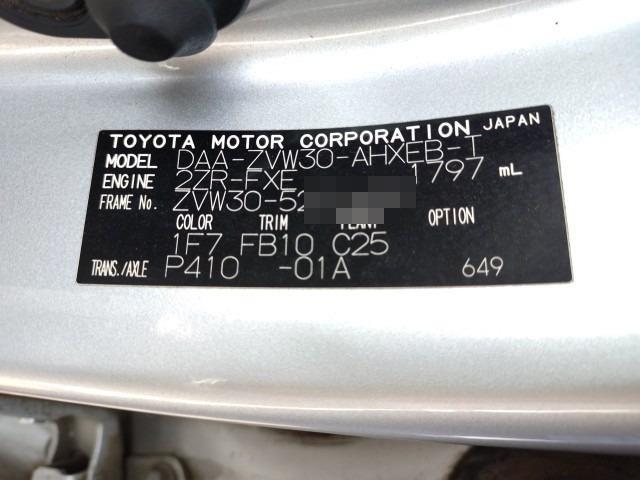 TOYOTA MOTOR CORPORATION JAPAN
MODEL DAA-ZVW30-AHXEB-T
ENGINE 2ZR-FXE 1797 mL
FRAME No. ZVW30-52
COLOR TRIM PLANT OPTION
1F7 FB10 C25
TRANS./AXLE P410 -01A 649